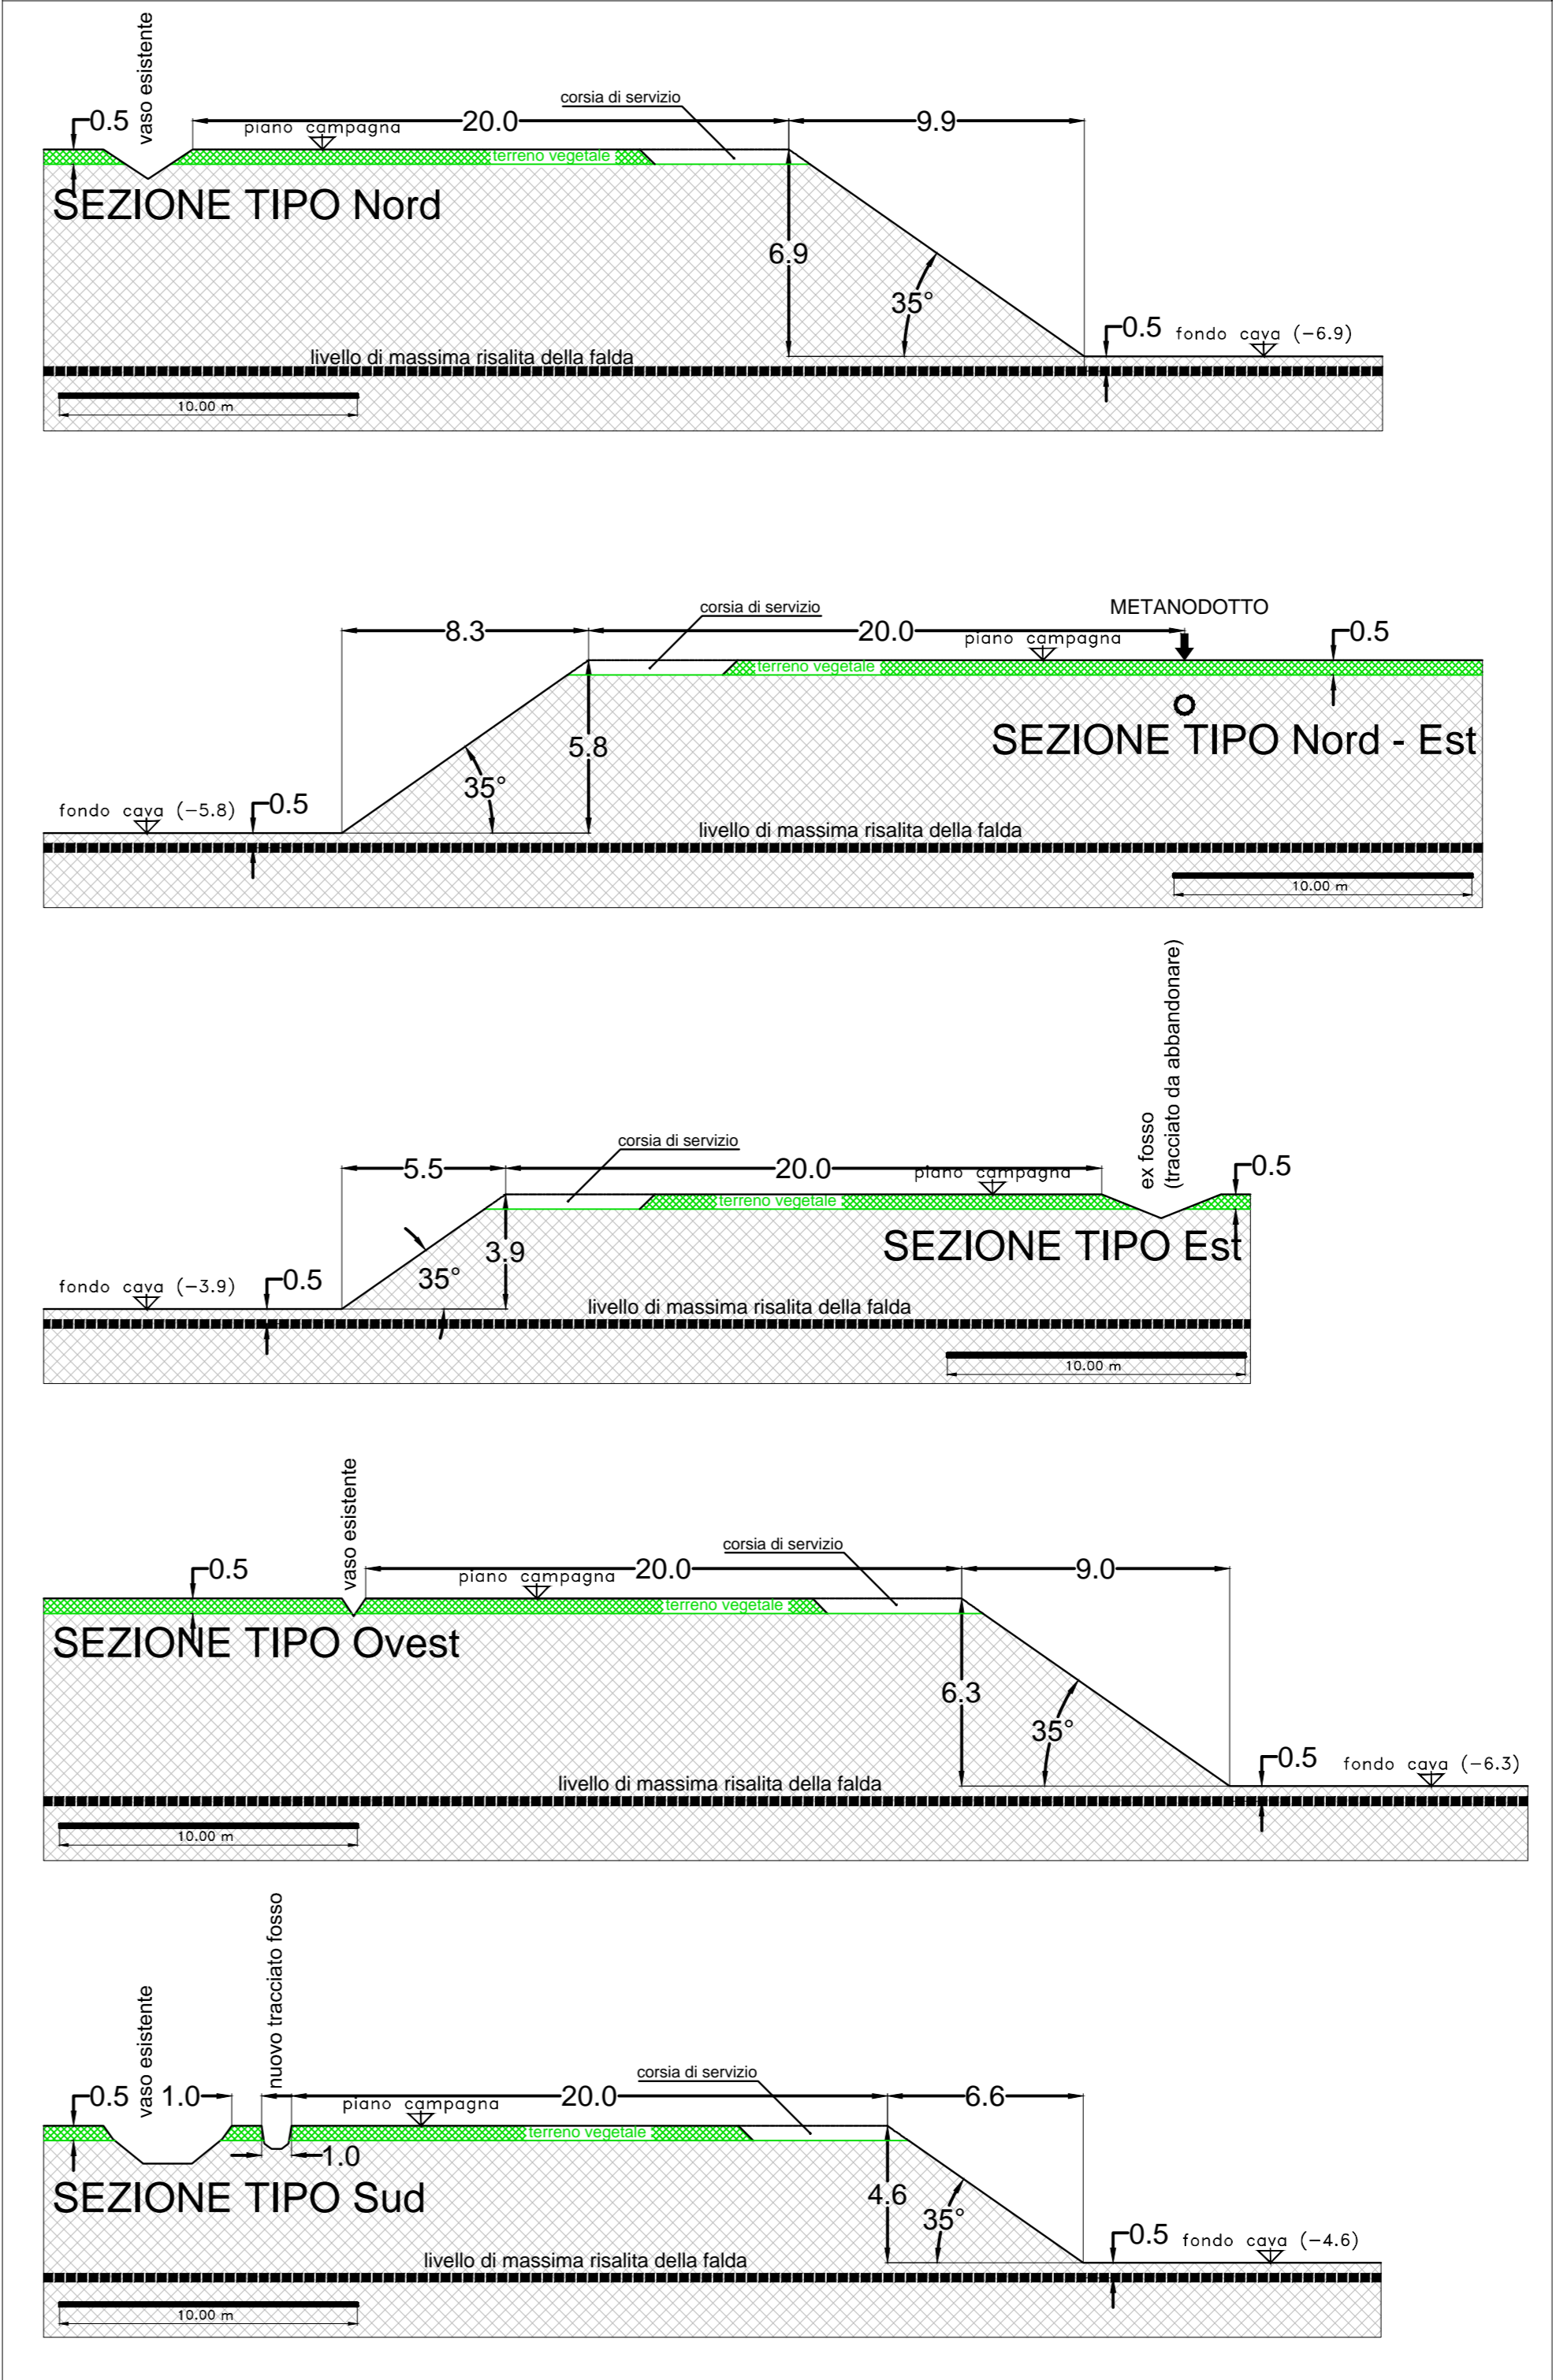 vaso esistente
corsia di servizio
0.5
piano campagna
20.0
9.9
terreno vegetale
SEZIONE TIPO Nord
6.9
35°
0.5
fondo cava (-6.9)
livello di massima risalita della falda
10.00 m
corsia di servizio
METANODOTTO
8.3
20.0
piano campagna
0.5
terreno vegetale
SEZIONE TIPO Nord - Est
5.8
35°
fondo cava (-5.8)
0.5
livello di massima risalita della falda
10.00 m
ex fosso
(tracciato da abbandonare)
corsia di servizio
5.5
20.0
piano campagna
0.5
terreno vegetale
SEZIONE TIPO Est
3.9
35°
fondo cava (-3.9)
0.5
livello di massima risalita della falda
10.00 m
vaso esistente
corsia di servizio
0.5
piano campagna
20.0
9.0
terreno vegetale
SEZIONE TIPO Ovest
6.3
35°
0.5
fondo cava (-6.3)
livello di massima risalita della falda
10.00 m
vaso esistente
nuovo tracciato fosso
corsia di servizio
0.5
1.0
piano campagna
20.0
6.6
terreno vegetale
1.0
SEZIONE TIPO Sud
4.6
35°
0.5
fondo cava (-4.6)
livello di massima risalita della falda
10.00 m